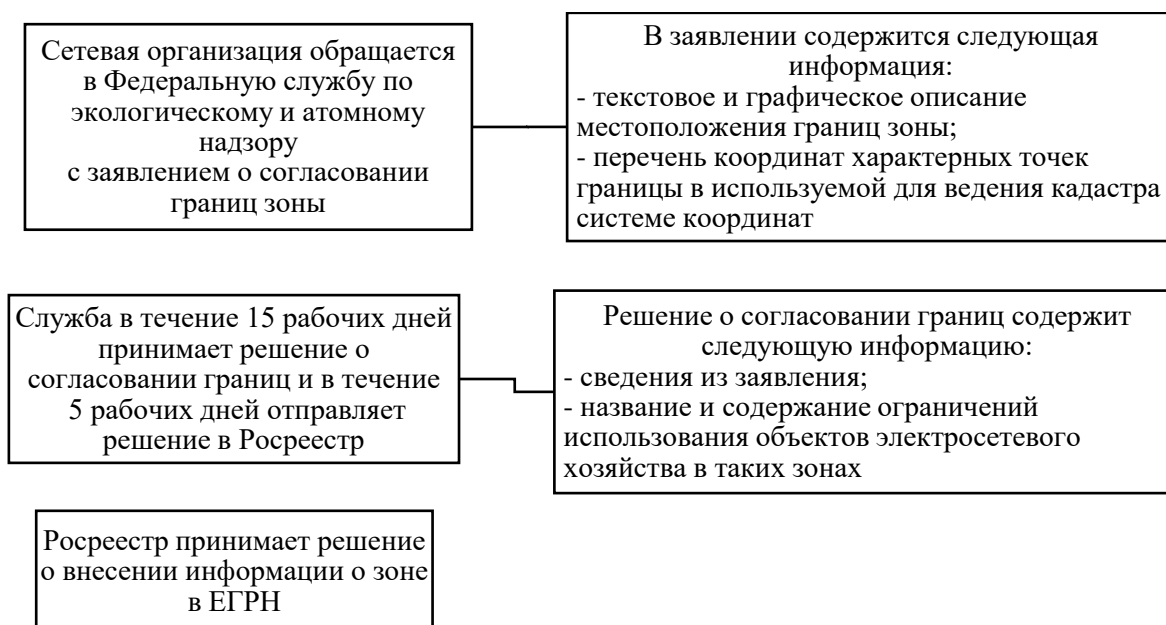 Сетевая организация обращается
в Федеральную службу по
экологическому и атомному
надзору
с заявлением о согласовании
границ зоны
В заявлении содержится следующая
информация:
- текстовое и графическое описание
местоположения границ зоны;
- перечень координат характерных точек
границы в используемой для ведения кадастра
системе координат
Служба в течение 15 рабочих дней
принимает решение о
согласовании границ и в течение
5 рабочих дней отправляет
решение в Росреестр
Решение о согласовании границ содержит
следующую информацию:
- сведения из заявления;
- название и содержание ограничений
использования объектов электросетевого
хозяйства в таких зонах
Росреестр принимает решение
о внесении информации о зоне
в ЕГРН